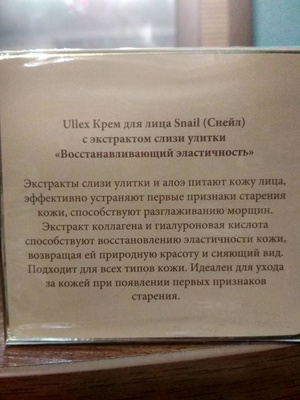 Ullex Крем для лица Snail (Снейл)
с экстрактом слизи улитки
«Восстанавливающий эластичность»
Экстракты слизи улитки и алоэ питают кожу лица,
эффективно устраняют первые признаки старения
кожи, способствуют разглаживанию морщин.
Экстракт коллагена и гиалуроновая кислота
способствуют восстановлению эластичности кожи,
возвращая ей природную красоту и сияющий вид.
Подходит для всех типов кожи. Идеален для ухода
за кожей при появлении первых признаков
старения.